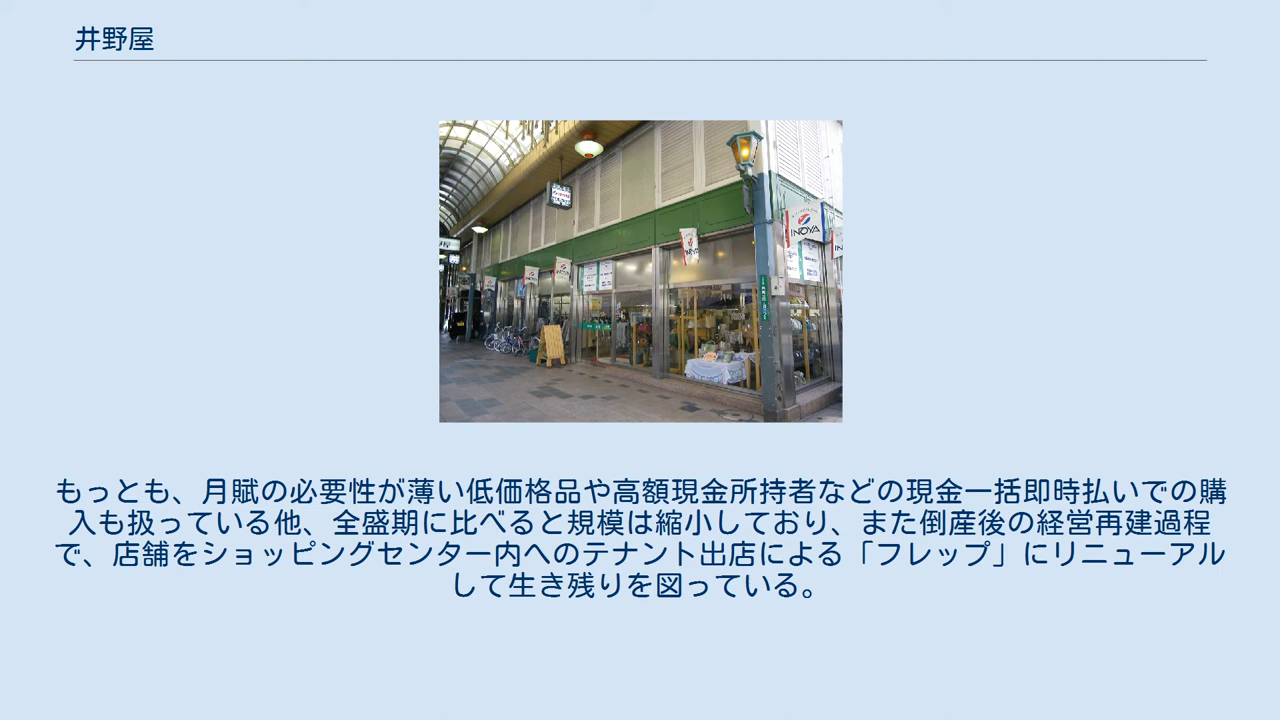 井野屋
INOYA
INOYA
もっとも、月賦の必要性が薄い低価格品や高額現金所持者などの現金一括即時払いでの購
入も扱っている他、全盛期に比べると規模は縮小しており、また倒産後の経営再建過程
で、店舗をショッピングセンター内へのテナント出店による「フレップ」にリニューアル
して生き残りを図っている。